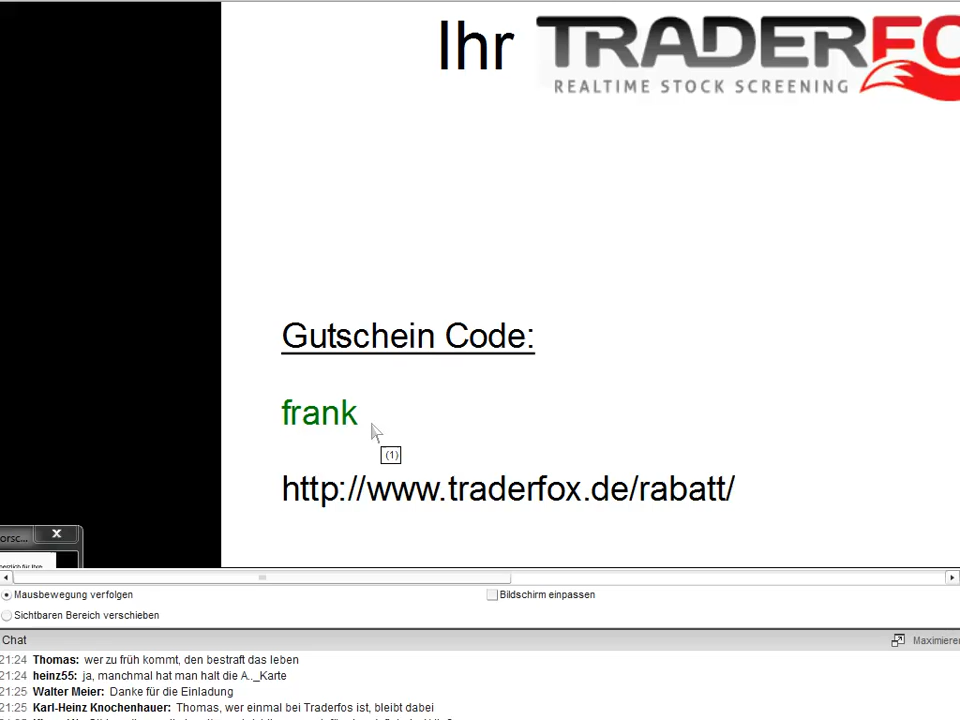 Ihr TRADERFO
REALTIME STOCK SCREENING
Gutschein Code:
frank
(1)
http://www.traderfox.de/rabatt/
orsc...
Mausbewegung verfolgen
Bildschirm einpassen
Sichtbaren Bereich verschieben
Chat
Maximieren
21:24 Thomas: wer zu früh kommt, den bestraft das leben
21:24 heinz55: ja, manchmal hat man halt die A.._Karte
21:25 Walter Meier: Danke für die Einladung
21:25 Karl-Heinz Knochenhauer: Thomas, wer einmal bei Traderfos ist, bleibt dabei